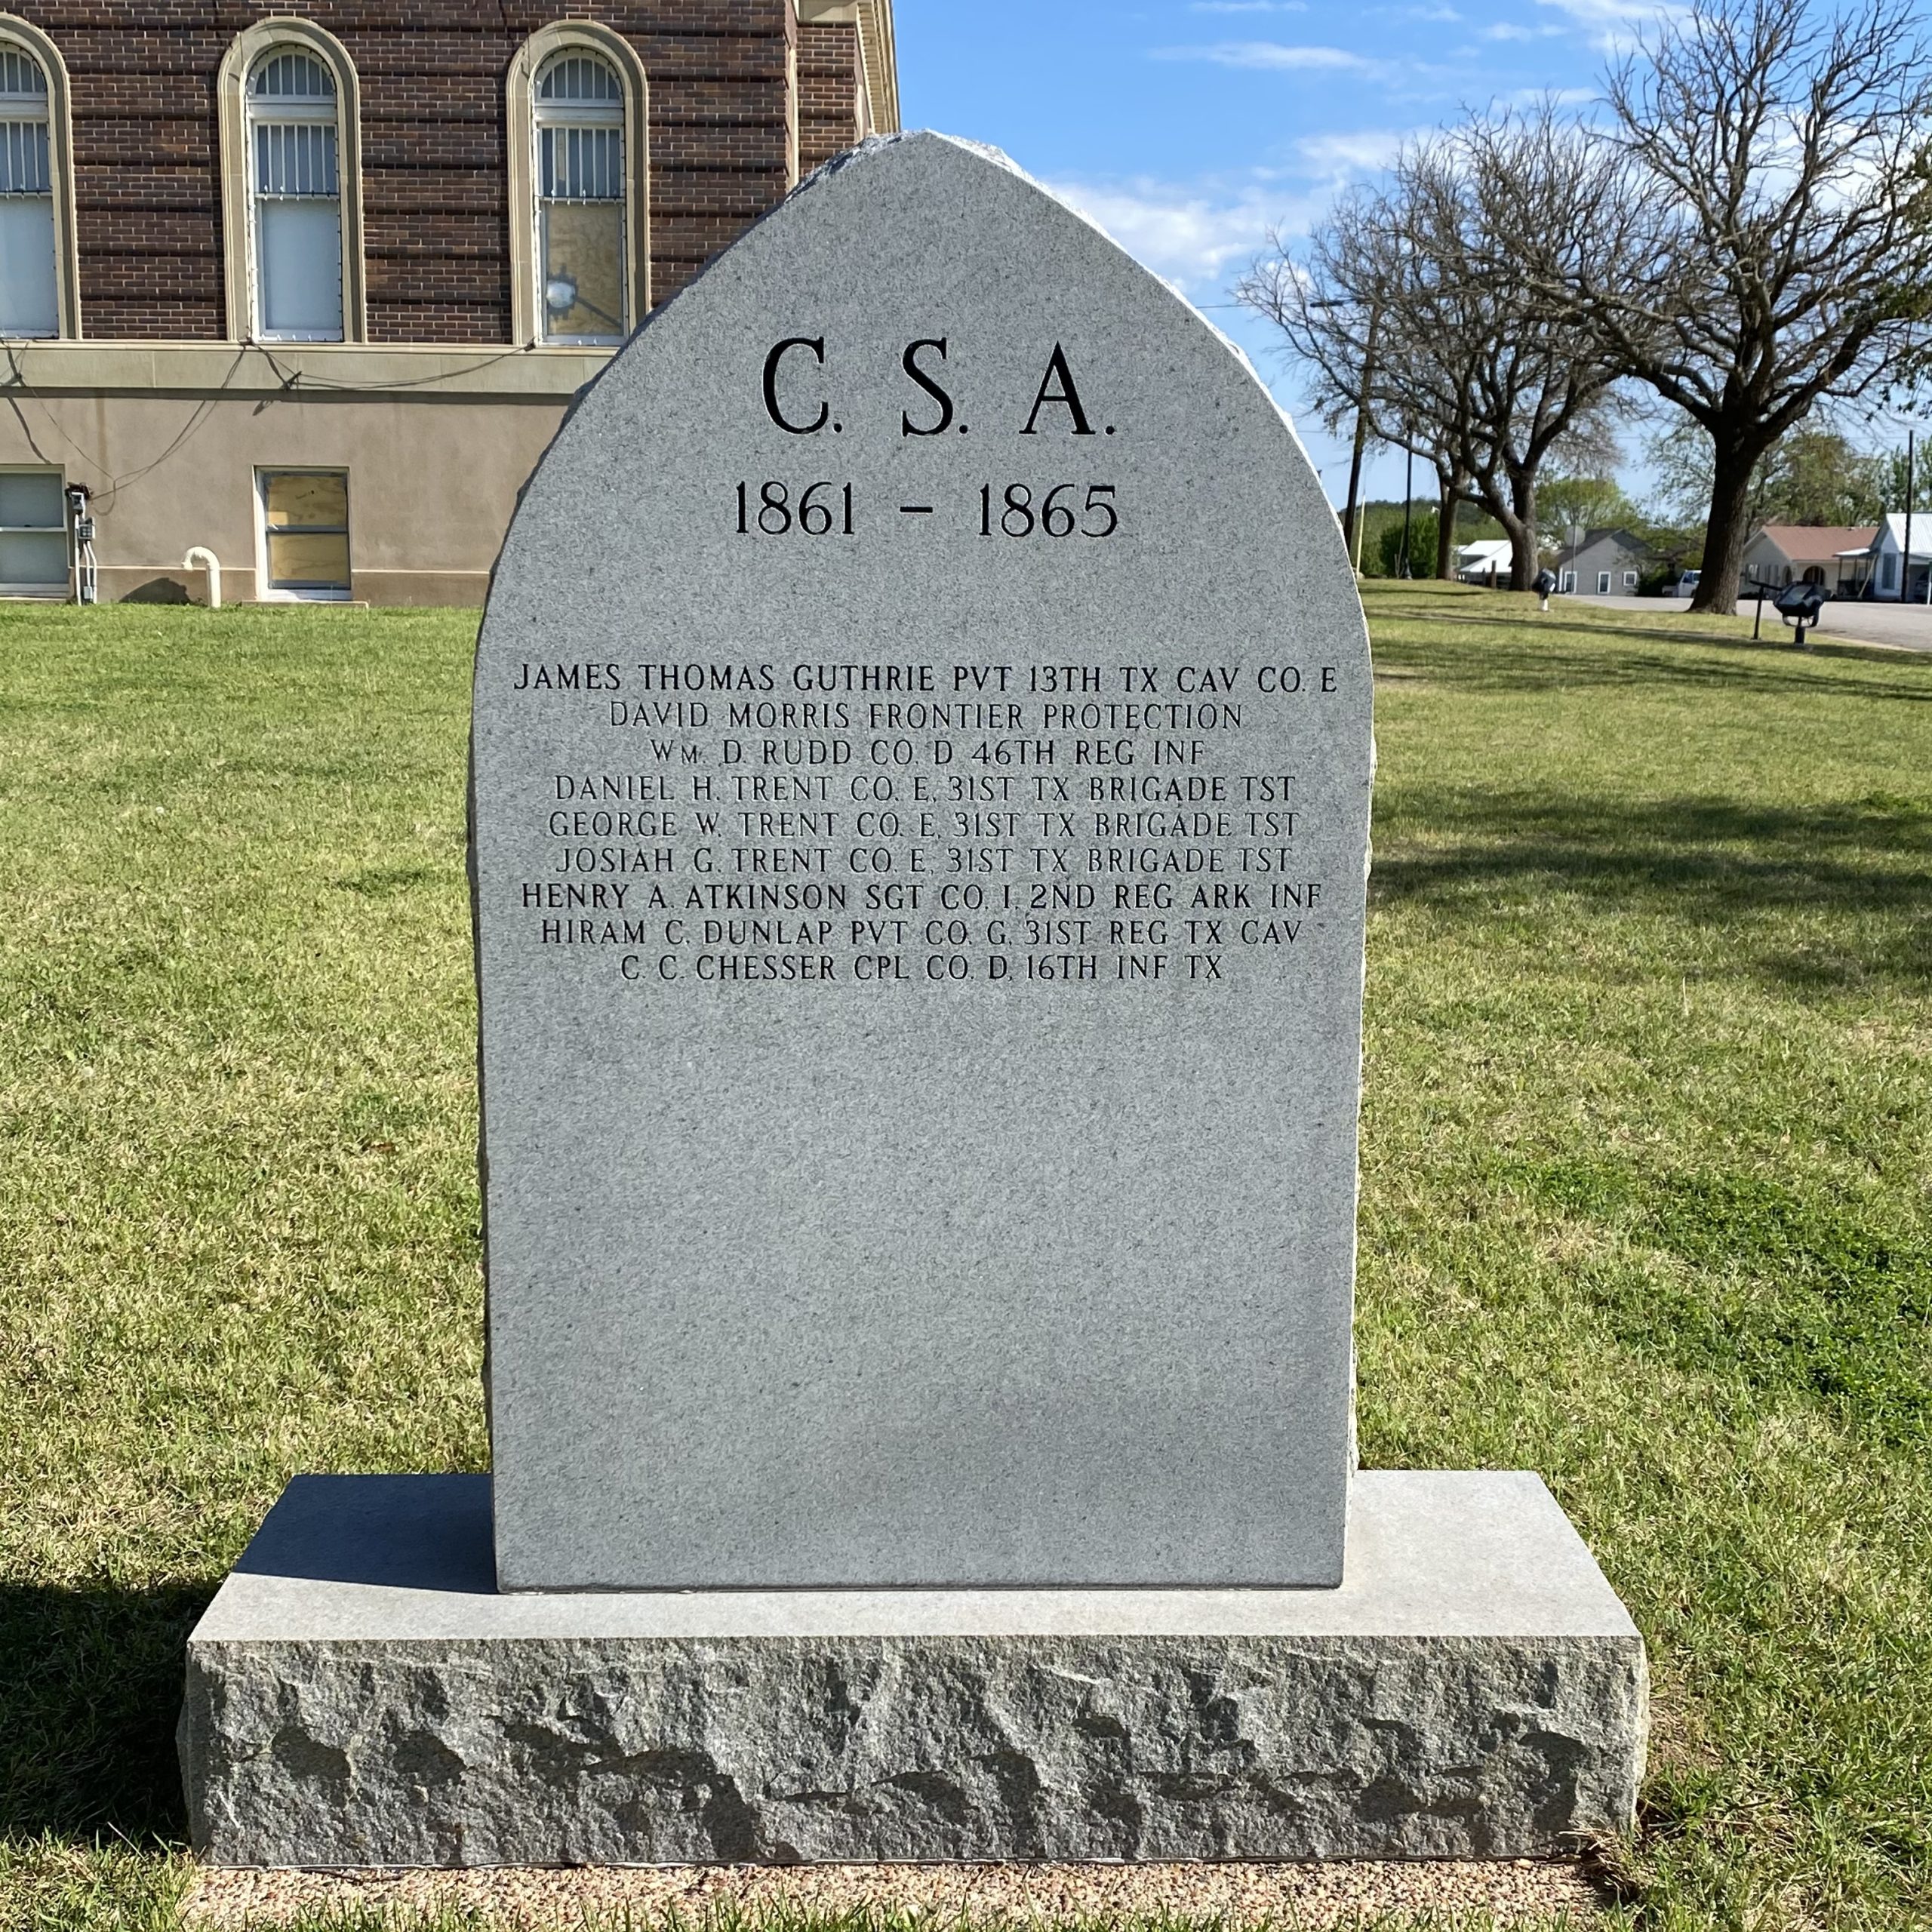 C. S. A.
1861 - 1865
JAMES THOMAS GUTHRIE PVT 13TH TX CAV CO. E
DAVID MORRIS FRONTIER PROTECTION
WM. D. RUDD CO. D 46TH REG INF
DANIEL H. TRENT CO. E, 31ST TX BRIGADE TST
GEORGE W. TRENT CO. E, 31ST TX BRIGADE TST
JOSIAH G. TRENT CO. E, 31ST TX BRIGADE TST
HENRY A. ATKINSON SGT CO. I, 2ND REG ARK INF
HIRAM C. DUNLAP PVT CO. G, 31ST REG TX CAV
C. C. CHESSER CPL CO. D, 16TH INF TX